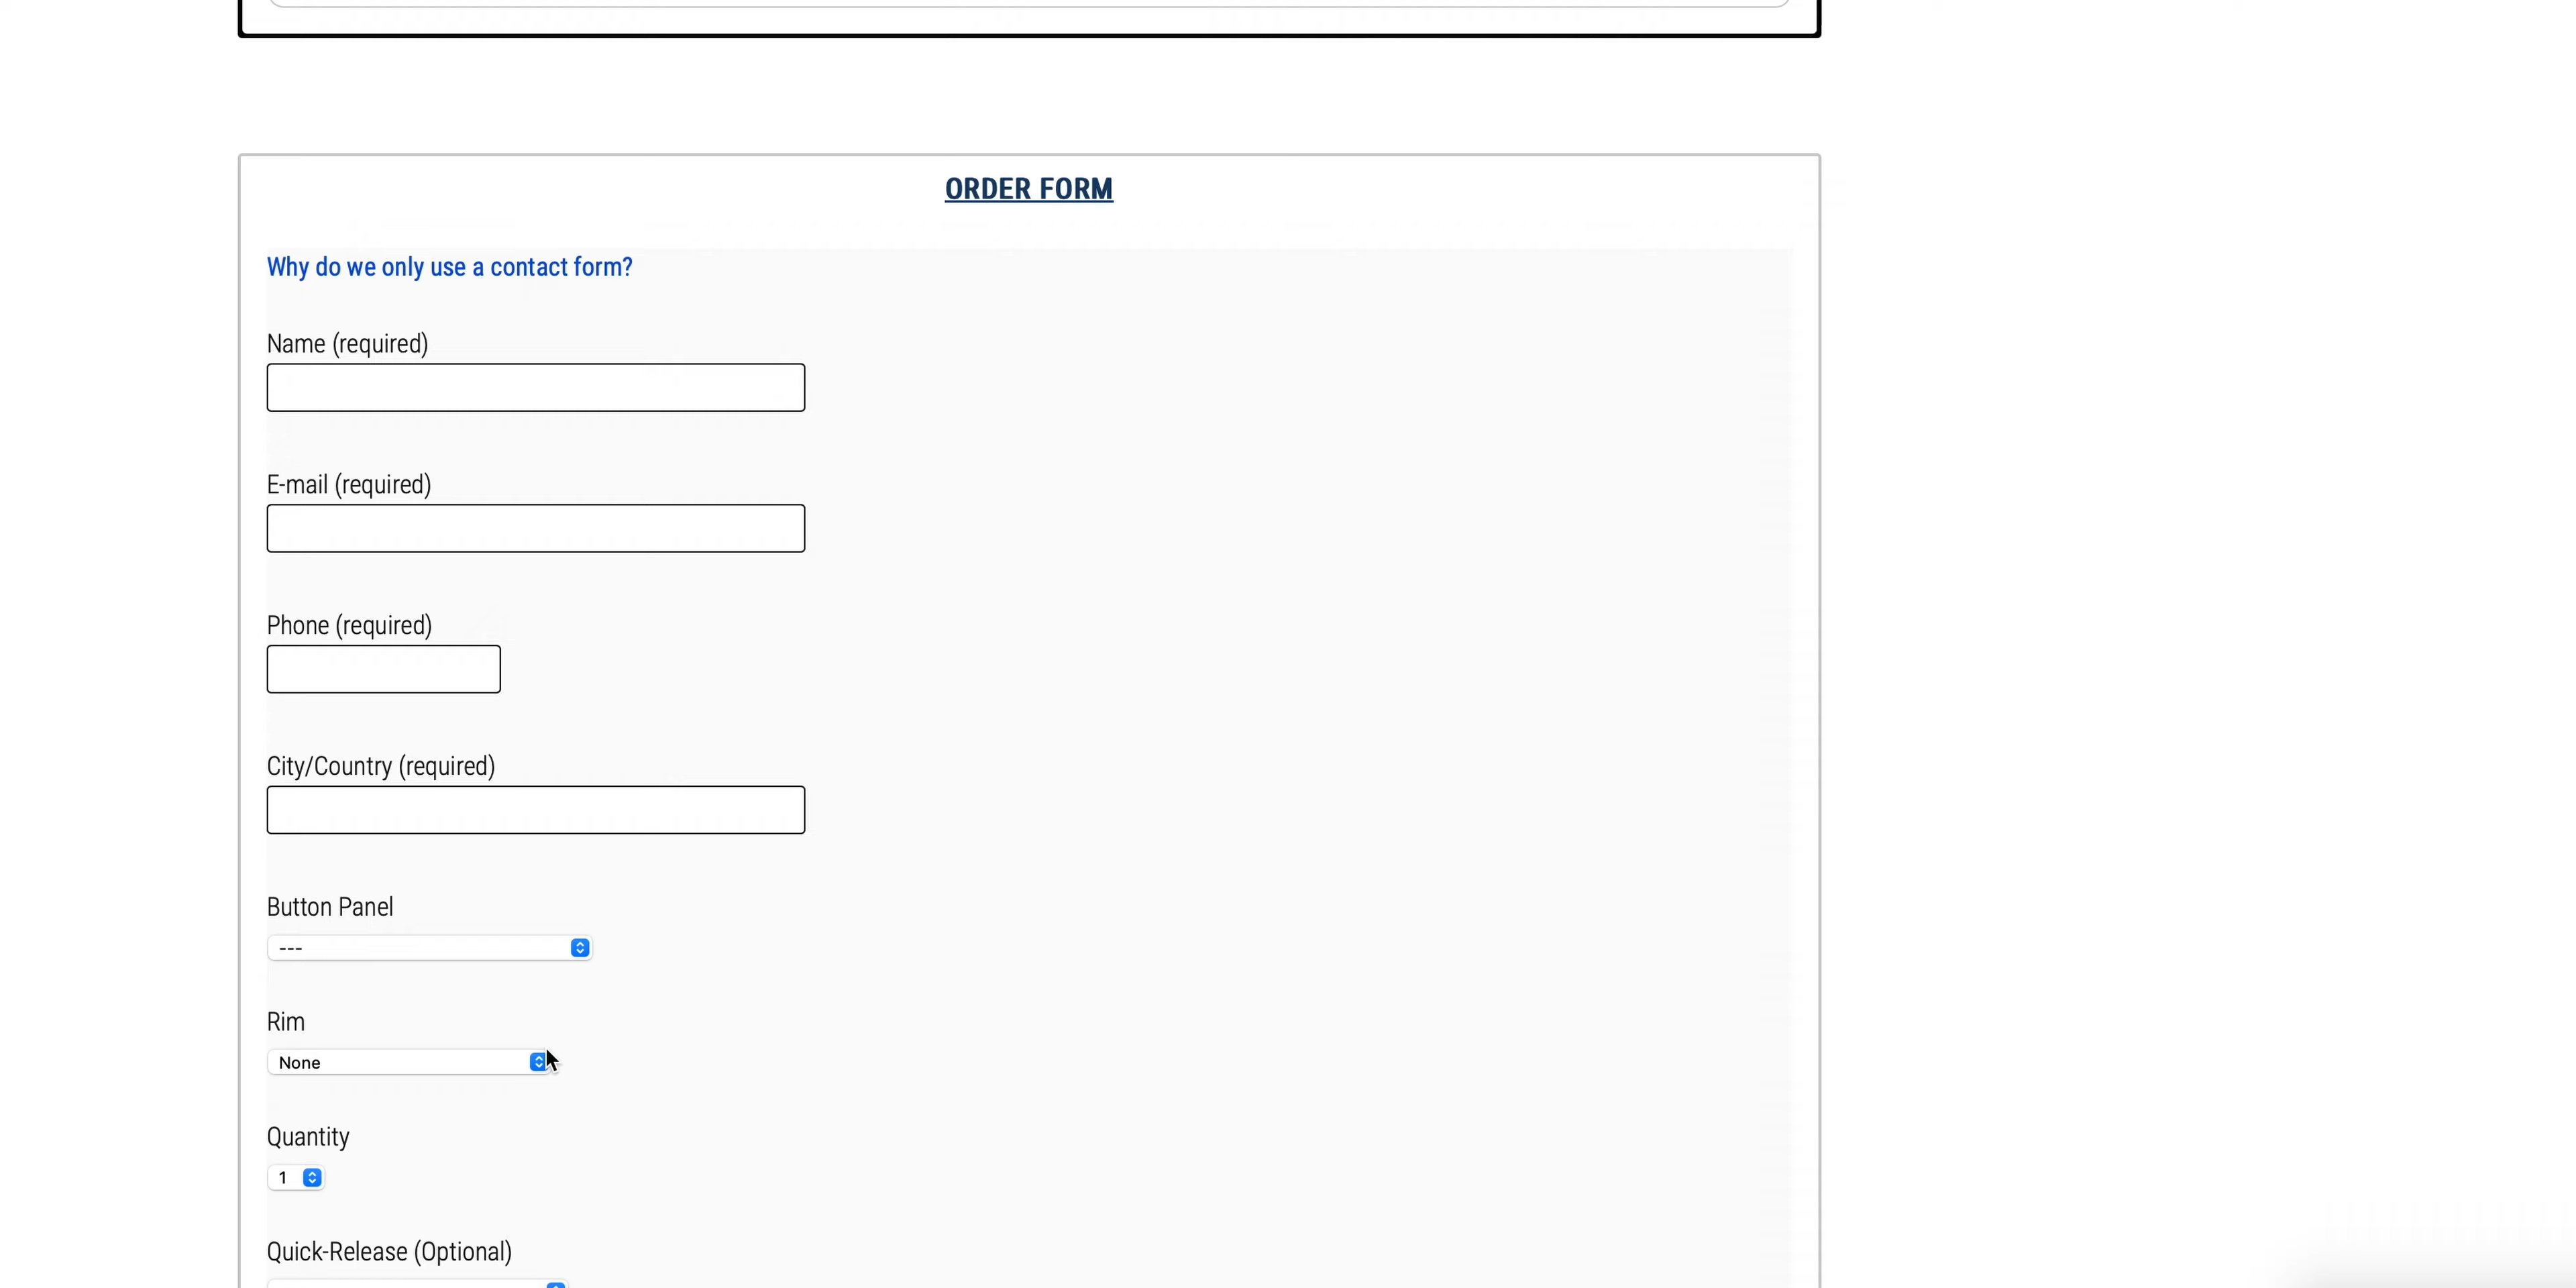 ORDER FORM
Why do we only use a contact form?
Name (required)
E-mail (required)
Phone (required)
City/Country (required)
Button Panel
---
Rim
None
Quantity
1
Quick-Release (Optional)